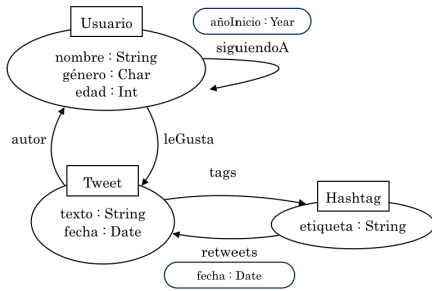 Usuario
añoInicio : Year
siguiendoA
nombre : String
género : Char
edad : Int
autor
leGusta
tags
Tweet
Hashtag
texto : String
fecha : Date
etiqueta : String
retweets
fecha : Date